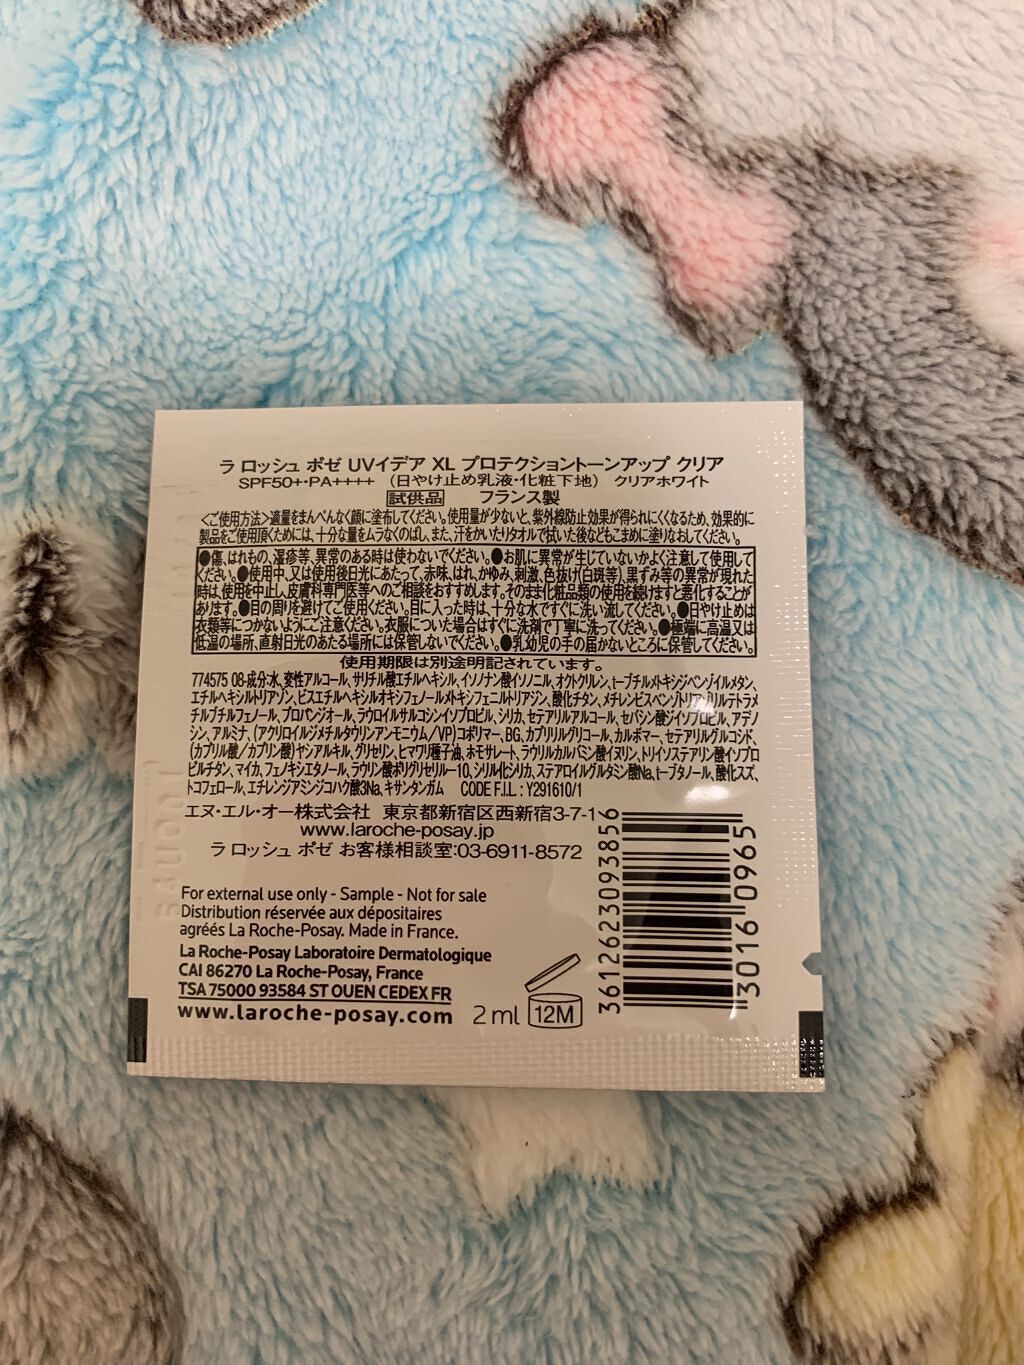 ラ ロッシュ ポゼ UVイデア XL プロテクショントーンアップ クリア
SPF50+・PA++++ （日やけ止め乳液・化粧下地） クリアホワイト
試供品 フランス製
＜ご使用方法＞適量をまんべんなく顔に塗布してください。使用量が少ないと、紫外線防止効果が得られにくくなるため、効果的に
製品をご使用頂くためには、十分な量をムラなくのばし、また、汗をかいたりタオルで拭いた後などもこまめに塗りなおしてください。
●傷、はれもの、湿疹等、異常のある時は使わないでください。●お肌に異常が生じていないかよく注意して使用して
ください。●使用中、又は使用後日光にあたって、赤味、はれ、かゆみ、刺激、色抜け(白斑等)、黒ずみ等の異常が現れた
時は、使用を中止し、皮膚科専門医等へのご相談をおすすめします。そのまま化粧品類の使用を続けますと悪化することが
あります。●目の周りを避けてご使用ください。目に入った時は、十分な水ですぐに洗い流してください。●日やけ止めは
衣類等につかないようにご注意ください。衣服についた場合はすぐに洗剤で丁寧に洗ってください。●極端に高温又は
低温の場所、直射日光のあたる場所には保管しないでください。●乳幼児の手の届かないところに保管してください。
使用期限は別途明記されています。
774575 08-成分:水、変性アルコール、サリチル酸エチルヘキシル、イソノナン酸イソノニル、オクトクリレン、t-ブチルメトキシジベンゾイルメタン、
エチルヘキシルトリアゾン、ビスエチルヘキシルオキシフェノールメトキシフェニルトリアジン、酸化チタン、メチレンビスベンゾトリアゾリルテトラメ
チルブチルフェノール、プロパンジオール、ラウロイルサルコシンイソプロピル、シリカ、セテアリルアルコール、セバシン酸ジイソプロピル、アデノ
シン、アルミナ、(アクリロイルジメチルタウリンアンモニウム/VP)コポリマー、BG、カプリリルグリコール、カルボマー、セテアリルグルコシド、
(カプリル酸/カプリン酸)ヤシアルキル、グリセリン、ヒマワリ種子油、ホモサレート、ラウリルカルバミン酸イヌリン、トリイソステアリン酸イソプロ
ピルチタン、マイカ、フェノキシエタノール、ラウリン酸ポリグリセリル-10、シリル化シリカ、ステアロイルグルタミン酸Na、t-ブタノール、酸化スズ、
トコフェロール、エチレンジアミンジコハク酸3Na、キサンタンガム CODE F.I.L. : Y291610/1
エヌ・エル・オー株式会社 東京都新宿区西新宿3-7-1
www.laroche-posay.jp
ラ ロッシュ ポゼ お客様相談室:03-6911-8572
For external use only - Sample - Not for sale
Distribution réservée aux dépositaires
agréés La Roche-Posay. Made in France.
La Roche-Posay Laboratoire Dermatologique
CAI 86270 La Roche-Posay, France
TSA 75000 93584 ST OUEN CEDEX FR
www.laroche-posay.com 2 ml 12M
3612623093856
30160965